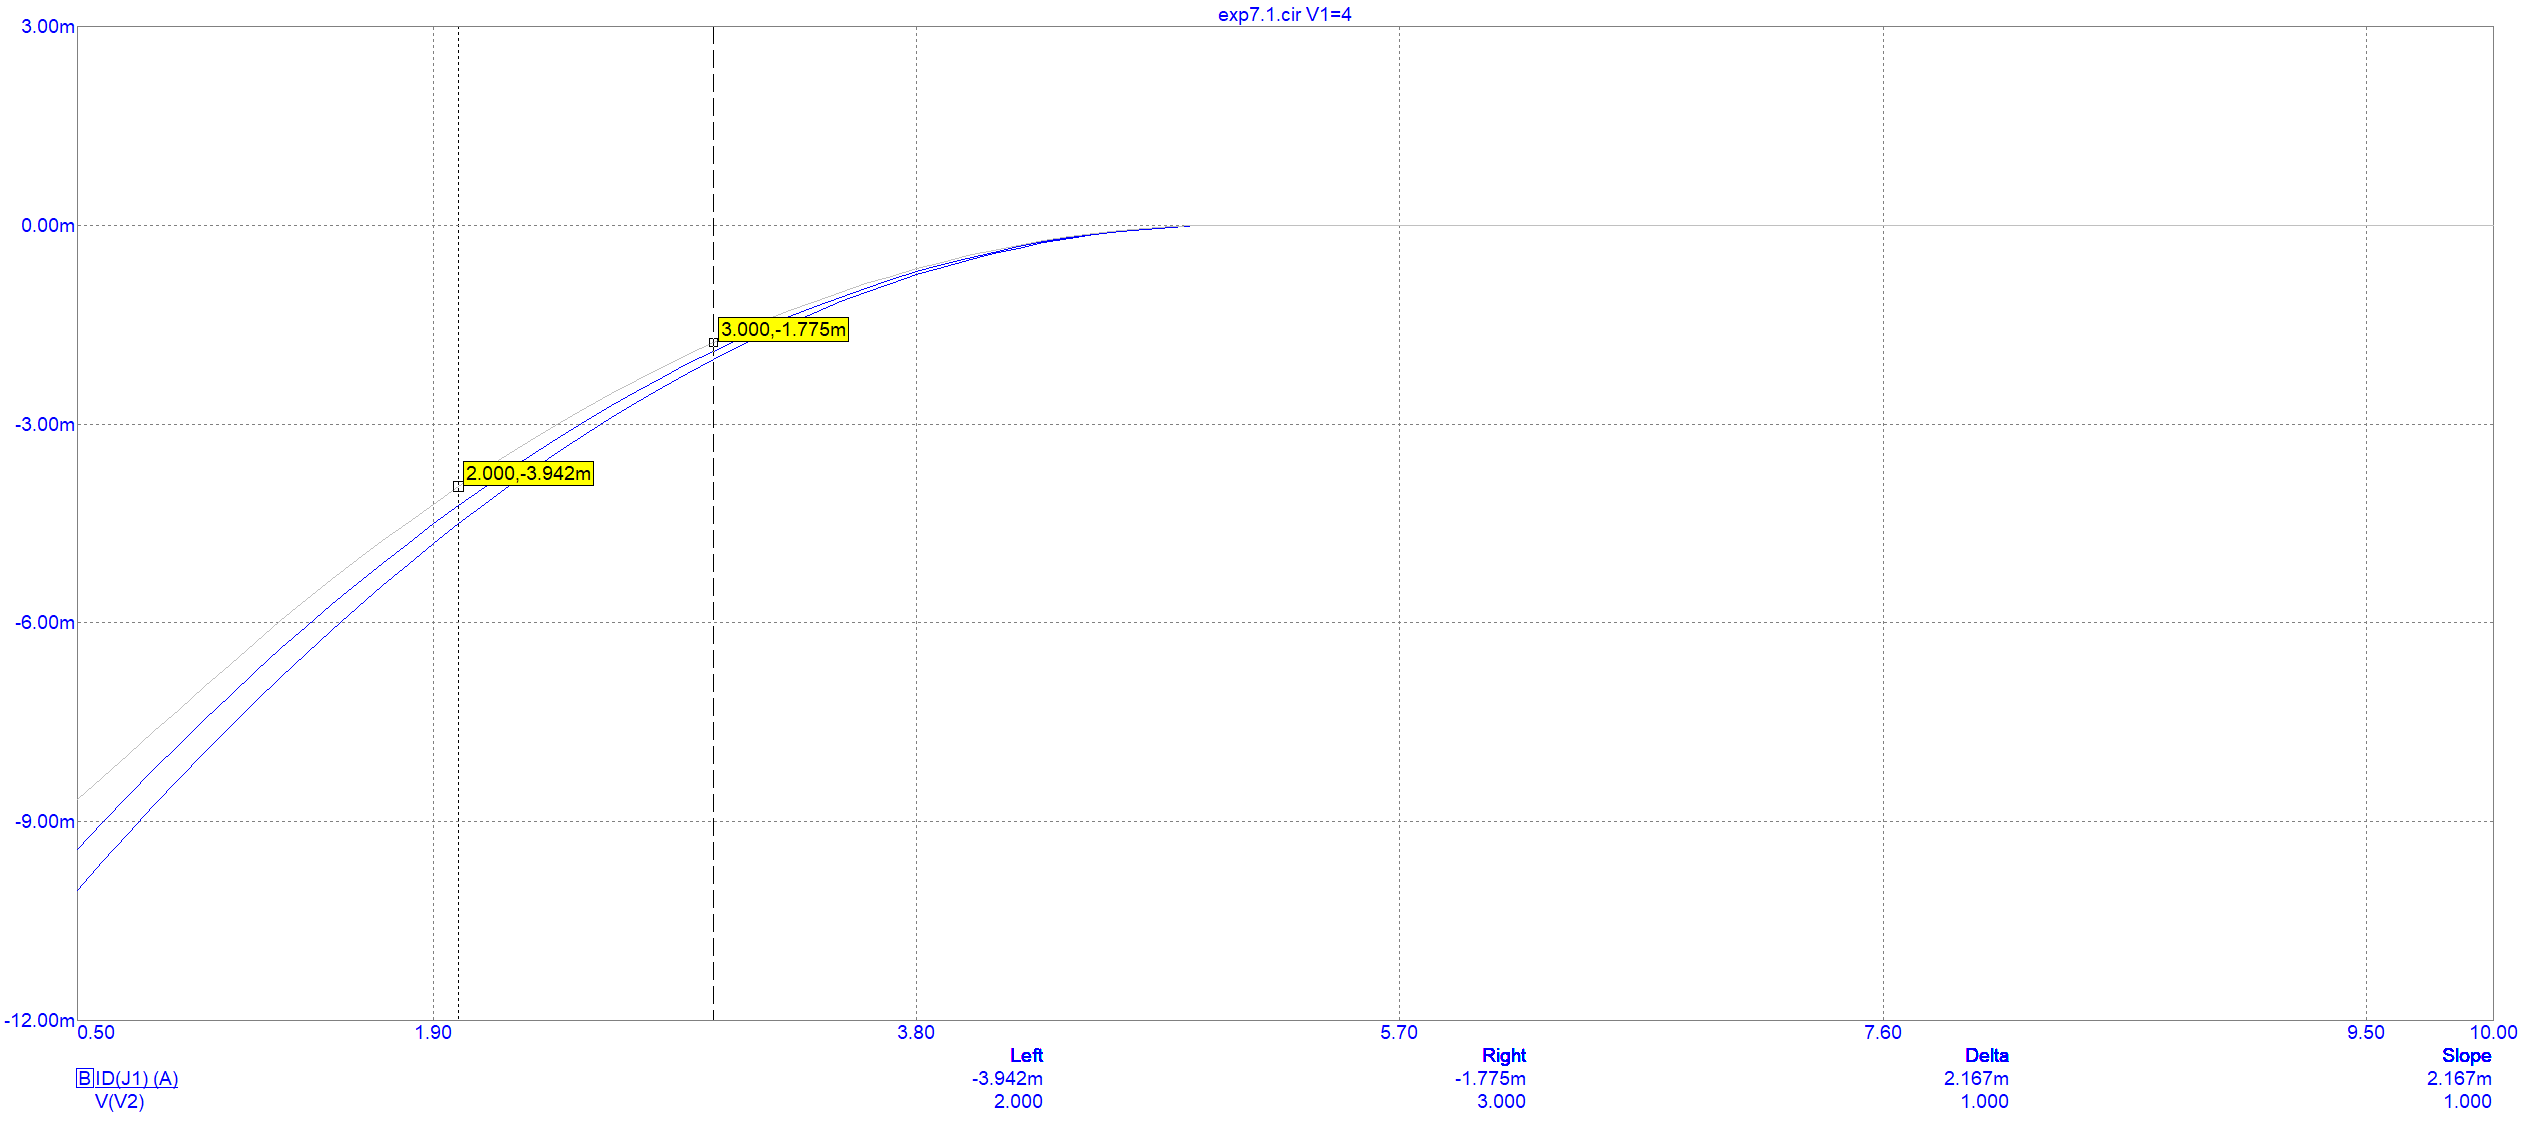 exp7.1.cir V1=4
3.00m
0.00m
3.000,-1.775m
-3.00m
2.000,-3.942m
-6.00m
-9.00m
-12.00m
0.50 1.90 3.80 5.70 7.60 9.50 10.00
Left Right Delta Slope
B ID(J1) (A) -3.942m -1.775m 2.167m 2.167m
V(V2) 2.000 3.000 1.000 1.000